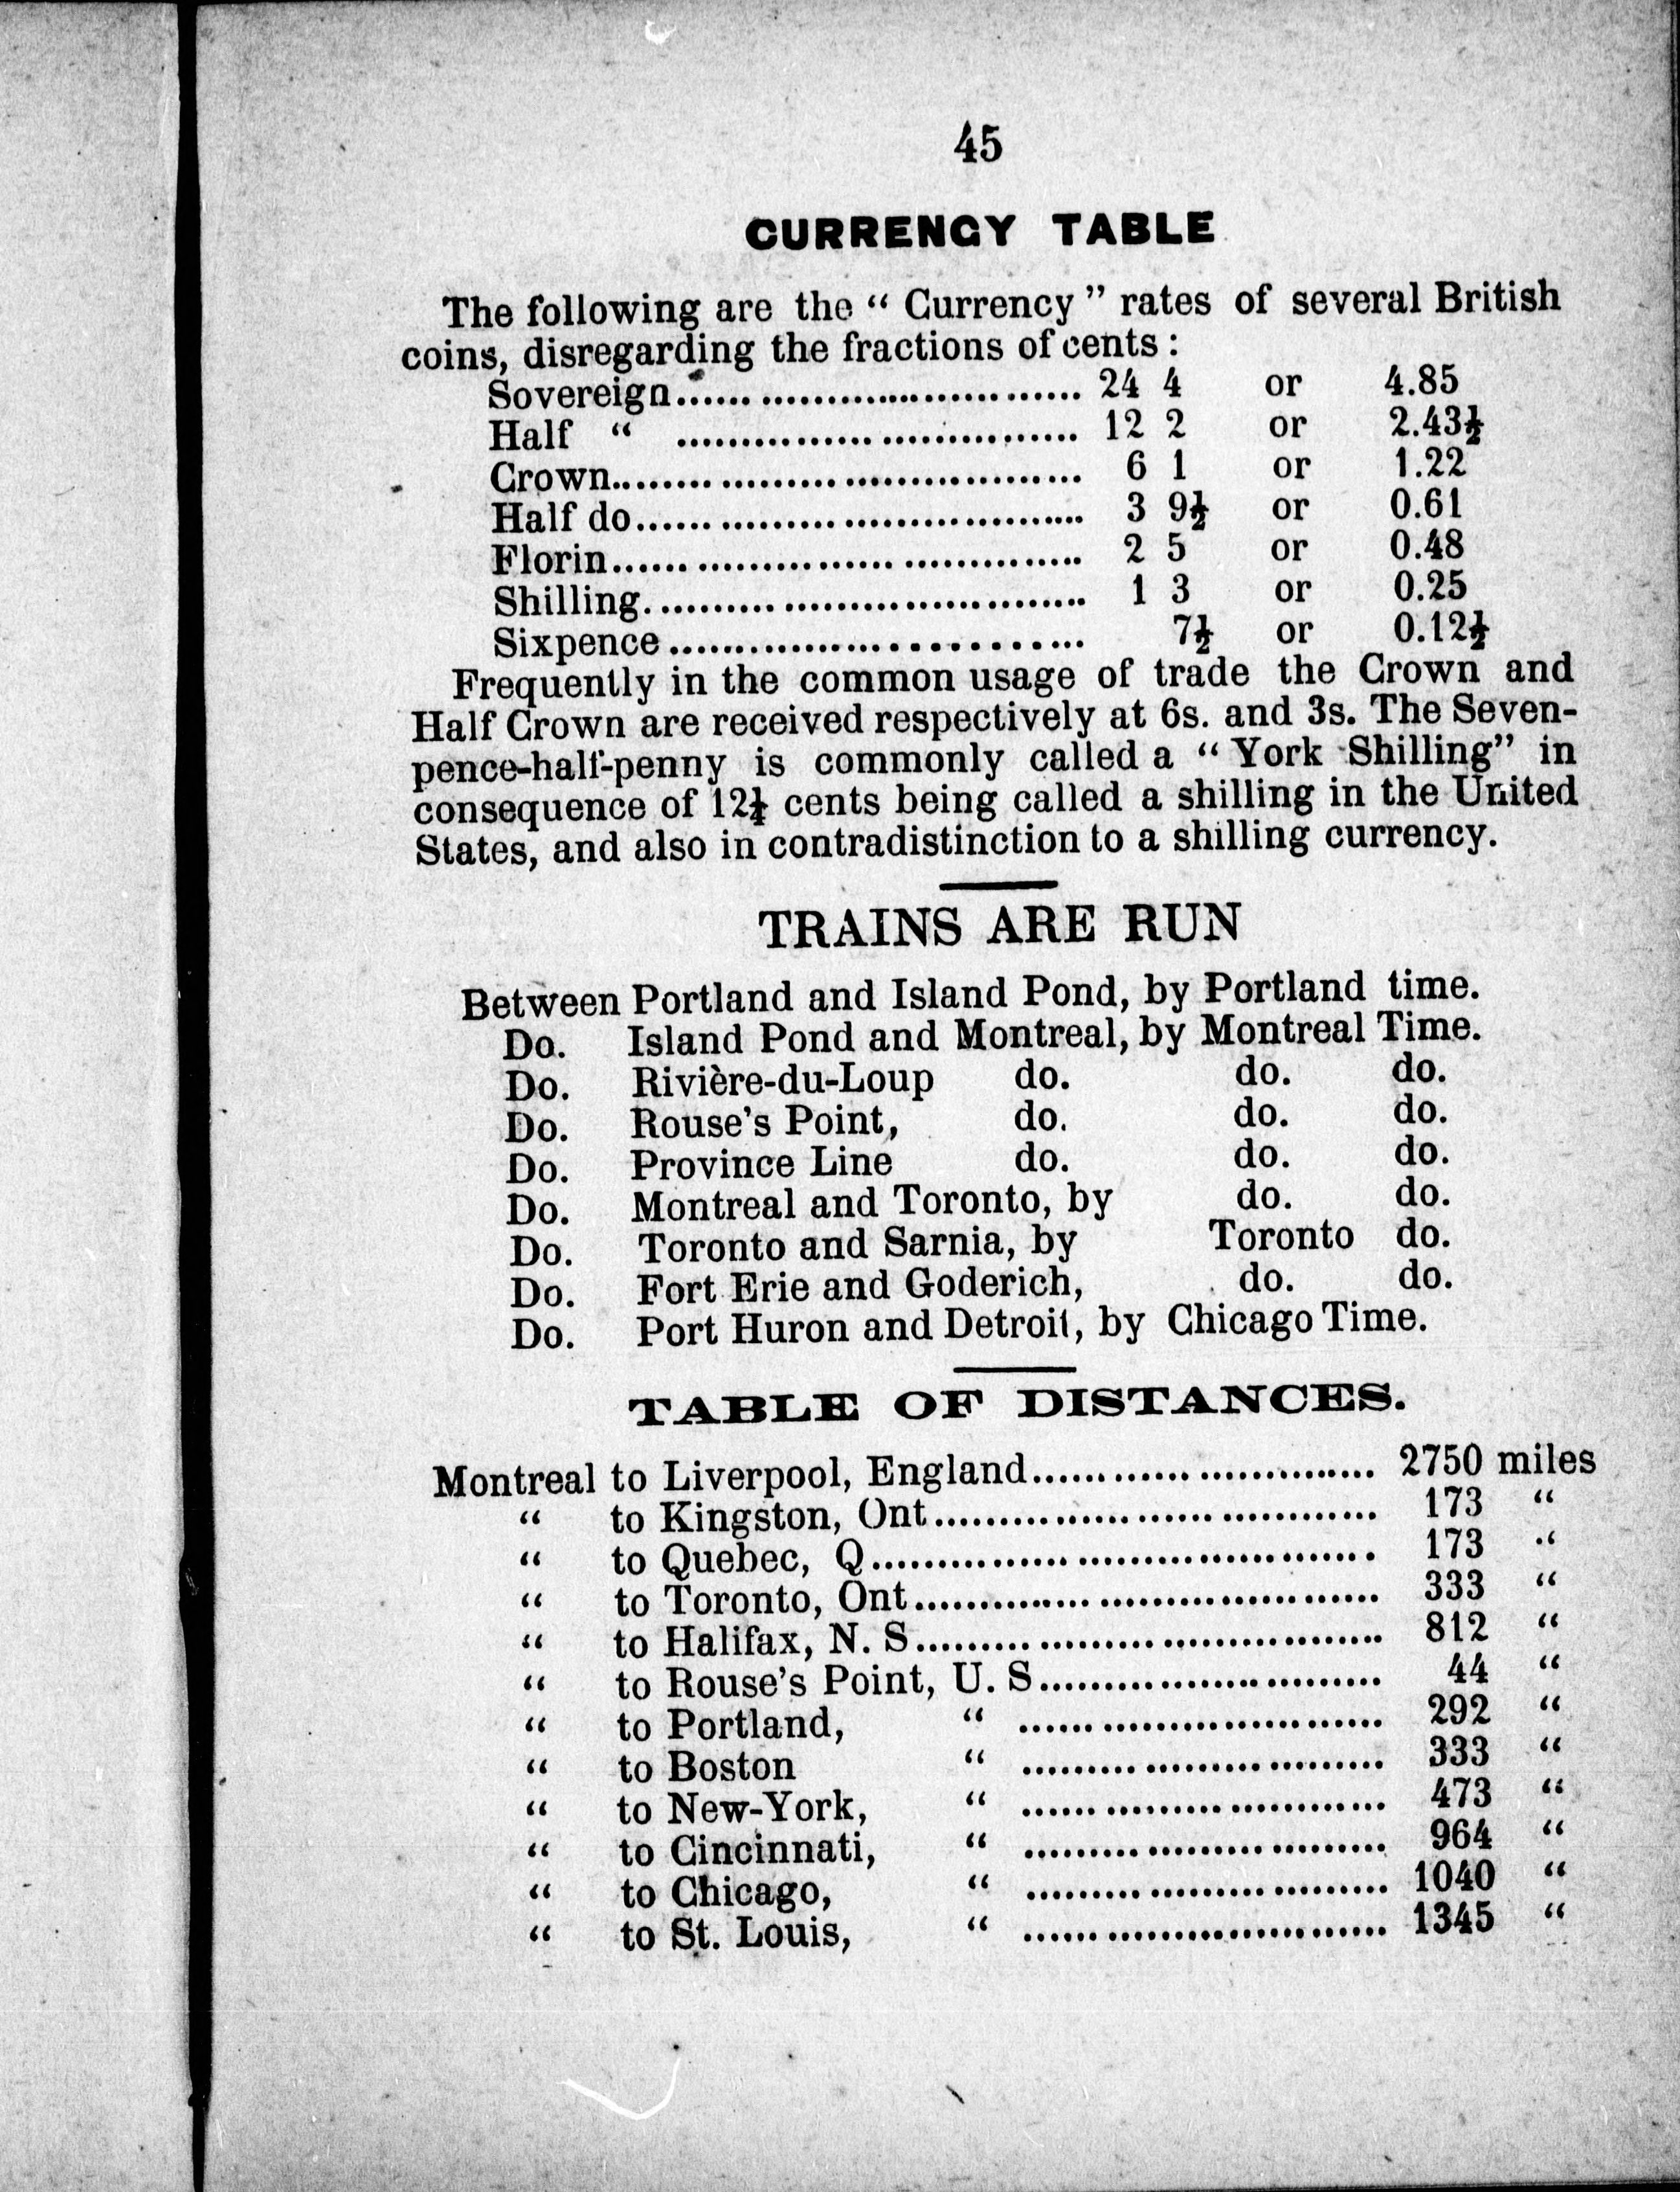 45
CURRENCY TABLE
The following are the “ Currency ” rates of several British
coins, disregarding the fractions of cents :
Sovereign........................................ 24 4 or 4.85
Half “ ........................................ 12 2 or 2.43½
Crown........................................ 6 1 or 1.22
Half do........................................ 3 9½ or 0.61
Florin........................................ 2 5 or 0.48
Shilling........................................ 1 3 or 0.25
Sixpence........................................ 7½ or 0.12½
Frequently in the common usage of trade the Crown and
Half Crown are received respectively at 6s. and 3s. The Seven-
pence-half-penny is commonly called a “ York Shilling” in
consequence of 12½ cents being called a shilling in the United
States, and also in contradistinction to a shilling currency.
TRAINS ARE RUN
Between Portland and Island Pond, by Portland time.
Do. Island Pond and Montreal, by Montreal Time.
Do. Rivière-du-Loup do. do. do.
Do. Rouse’s Point, do. do. do.
Do. Province Line do. do. do.
Do. Montreal and Toronto, by do. do.
Do. Toronto and Sarnia, by Toronto do.
Do. Fort Erie and Goderich, do. do.
Do. Port Huron and Detroit, by Chicago Time.
TABLE OF DISTANCES.
Montreal to Liverpool, England........................................ 2750 miles
“ to Kingston, Ont........................................ 173 “
“ to Quebec, Q........................................ 173 “
“ to Toronto, Ont........................................ 333 “
“ to Halifax, N. S........................................ 812 “
“ to Rouse’s Point, U. S........................................ 44 “
“ to Portland, “ ........................................ 292 “
“ to Boston “ ........................................ 333 “
“ to New-York, “ ........................................ 473 “
“ to Cincinnati, “ ........................................ 964 “
“ to Chicago, “ ........................................ 1040 “
“ to St. Louis, “ ........................................ 1345 “